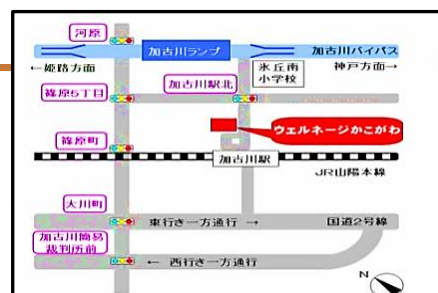 河原
加古川ランプ
加古川バイパス
←姫路方面
氷丘南
小学校
神戸方面→
加古川駅北
篠原5丁目
ウェルネージかこがわ
篠原町
加古川駅
JR山陽本線
大川町
東行き一方通行 →
国道2号線
加古川簡易
裁判所前
← 西行き一方通行
N